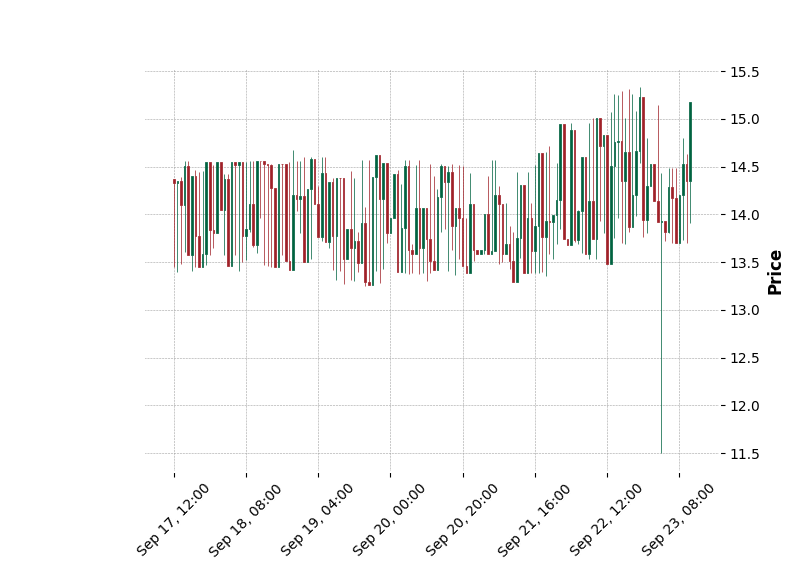 15.5
15.0
14.5
14.0
13.5
13.0
12.5
12.0
11.5
Price
Sep 17, 12:00
Sep 18, 08:00
Sep 19, 04:00
Sep 20, 00:00
Sep 20, 20:00
Sep 21, 16:00
Sep 22, 12:00
Sep 23, 08:00